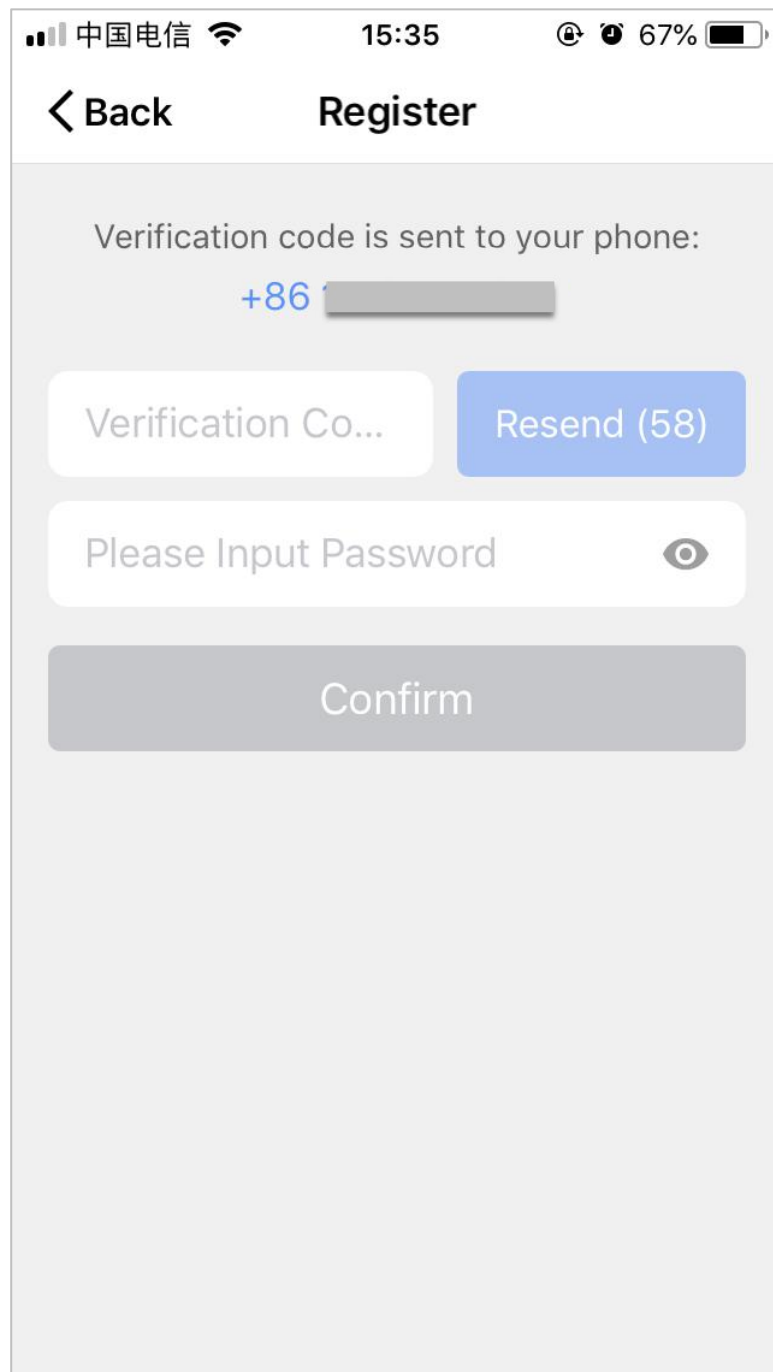 中国电信 15:35 67%
Back Register
Verification code is sent to your phone:
+86
Verification Co... Resend (58)
Please Input Password
Confirm